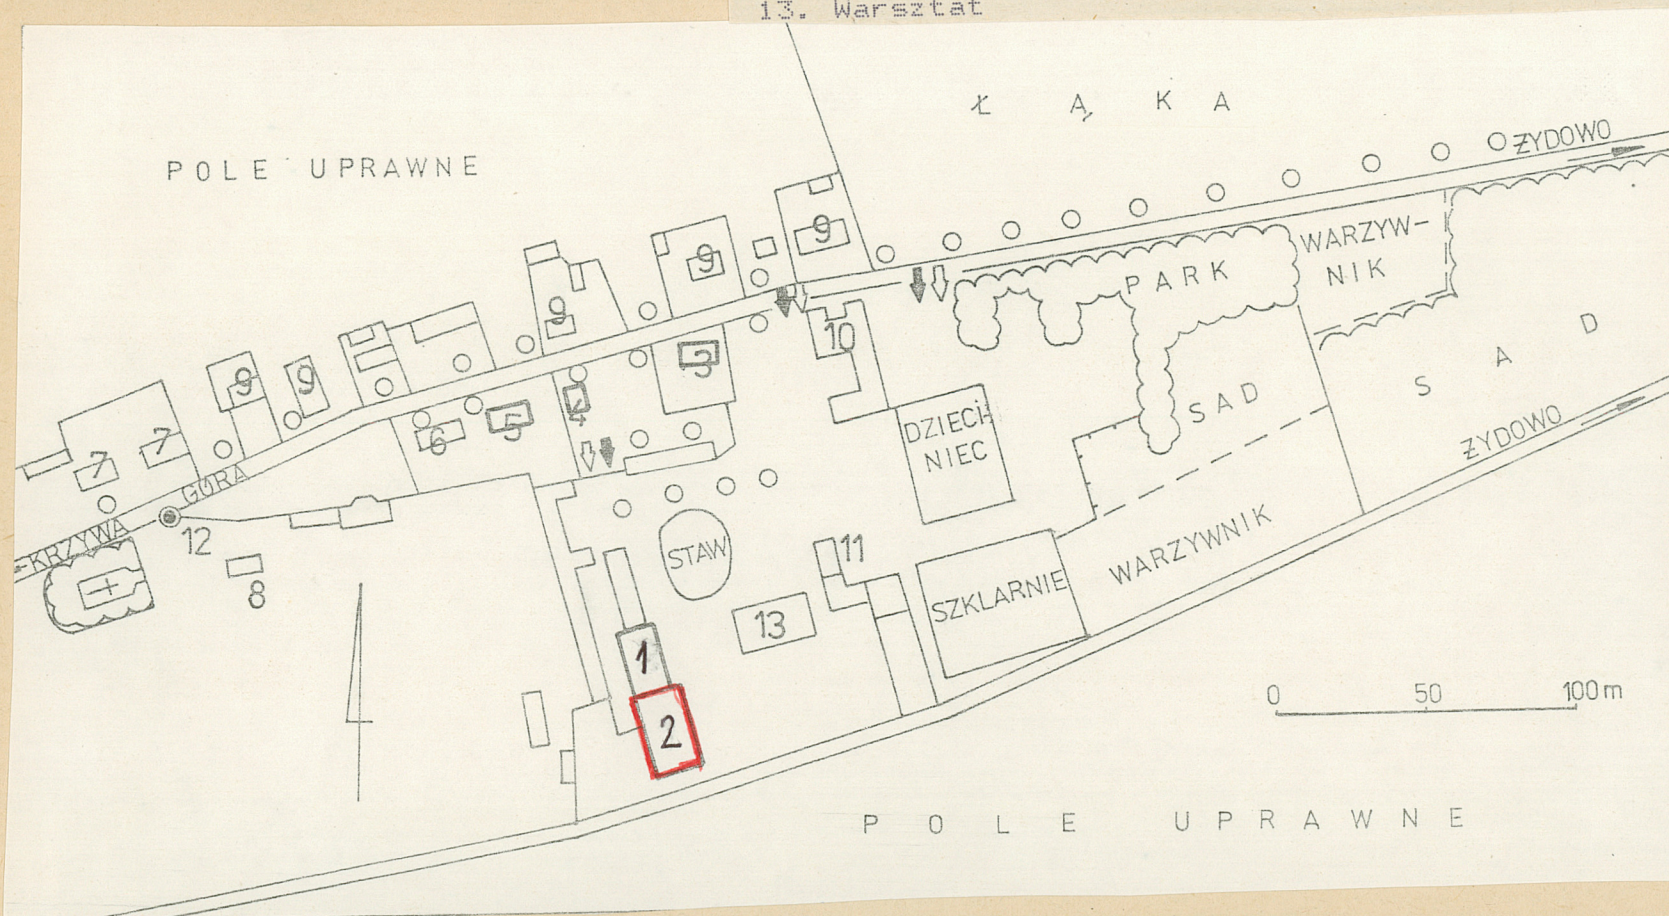 13. Warsztat
Ł Ą K A
ŻYDOWO
POLE UPRAWNE
9
9
WARZYW-
NIK
PARK
9
10
3
9
9
4
5
6
7
7
SAD
S A D
DZIECI-
NIEC
ŻYDOWO
GÓRA
KRZYWA
12
8
STAW
11
WARZYWNIK
SZKLARNIE
13
1
2
0 50 100 m
POLE UPRAWNE